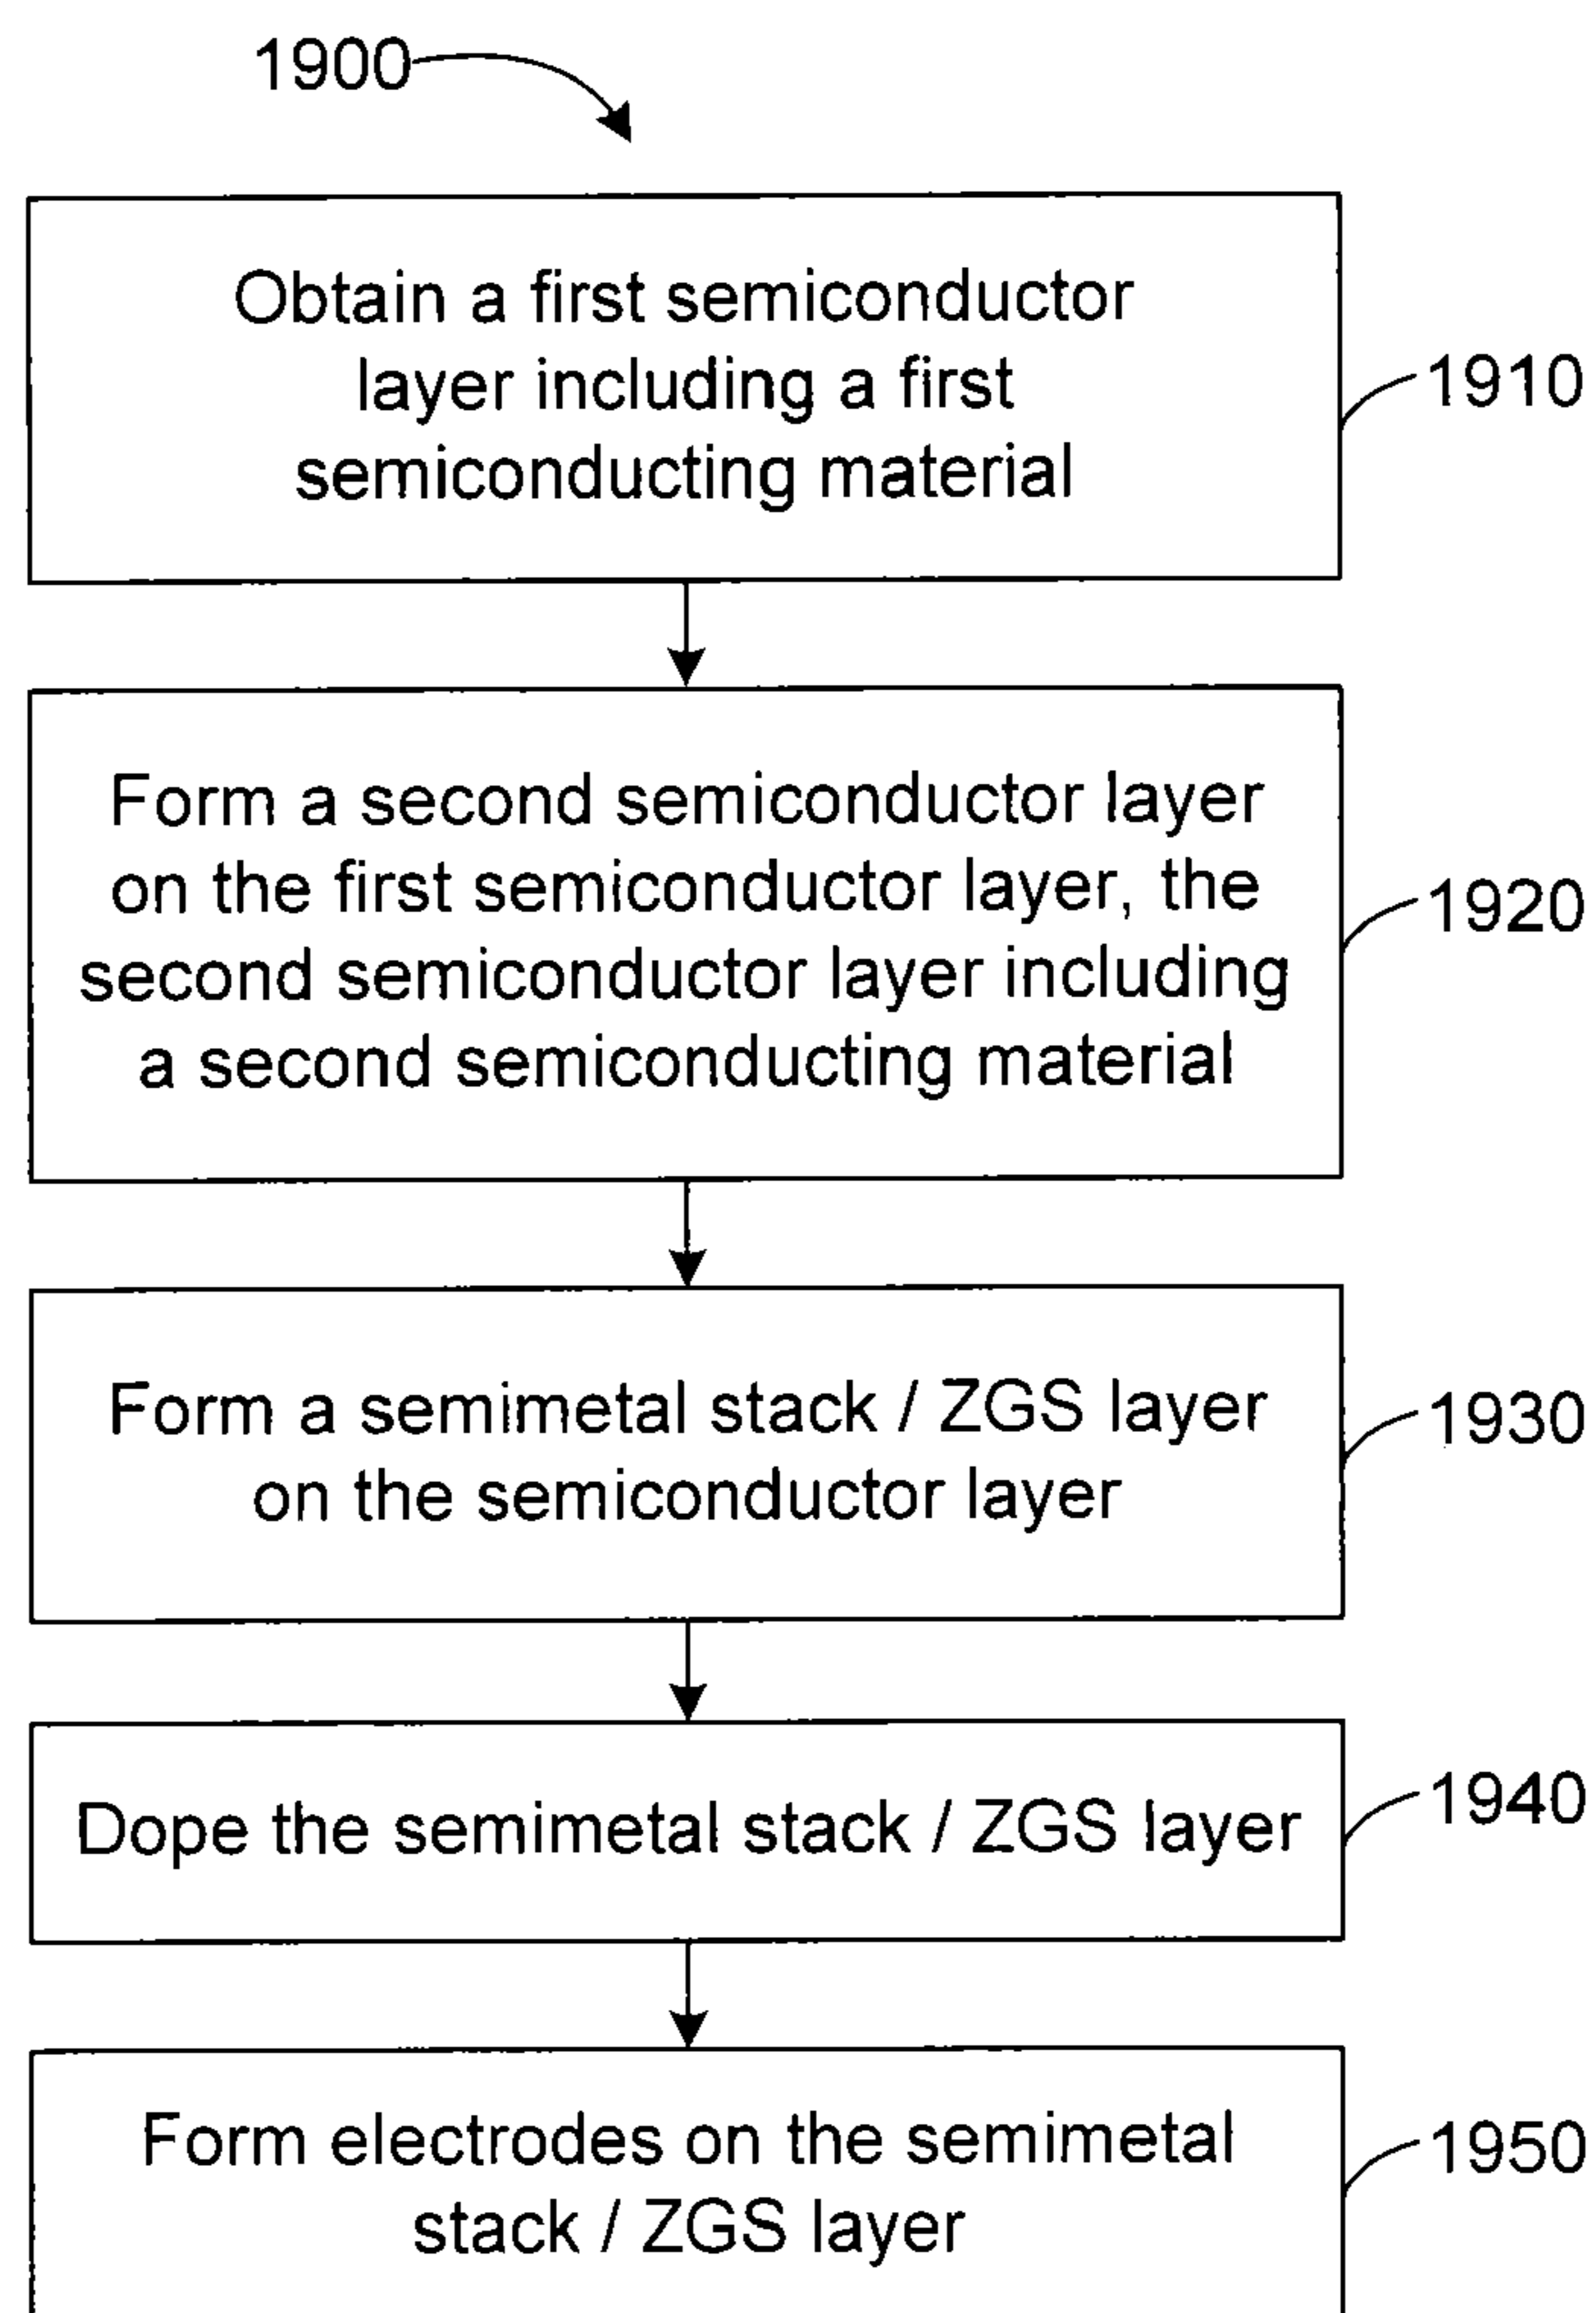 1900
Obtain a first semiconductor
layer including a first
semiconducting material
1910
Form a second semiconductor layer
on the first semiconductor layer, the
second semiconductor layer including
a second semiconducting material
1920
Form a semimetal stack / ZGS layer
on the semiconductor layer
1930
Dope the semimetal stack / ZGS layer
1940
Form electrodes on the semimetal
stack / ZGS layer
1950